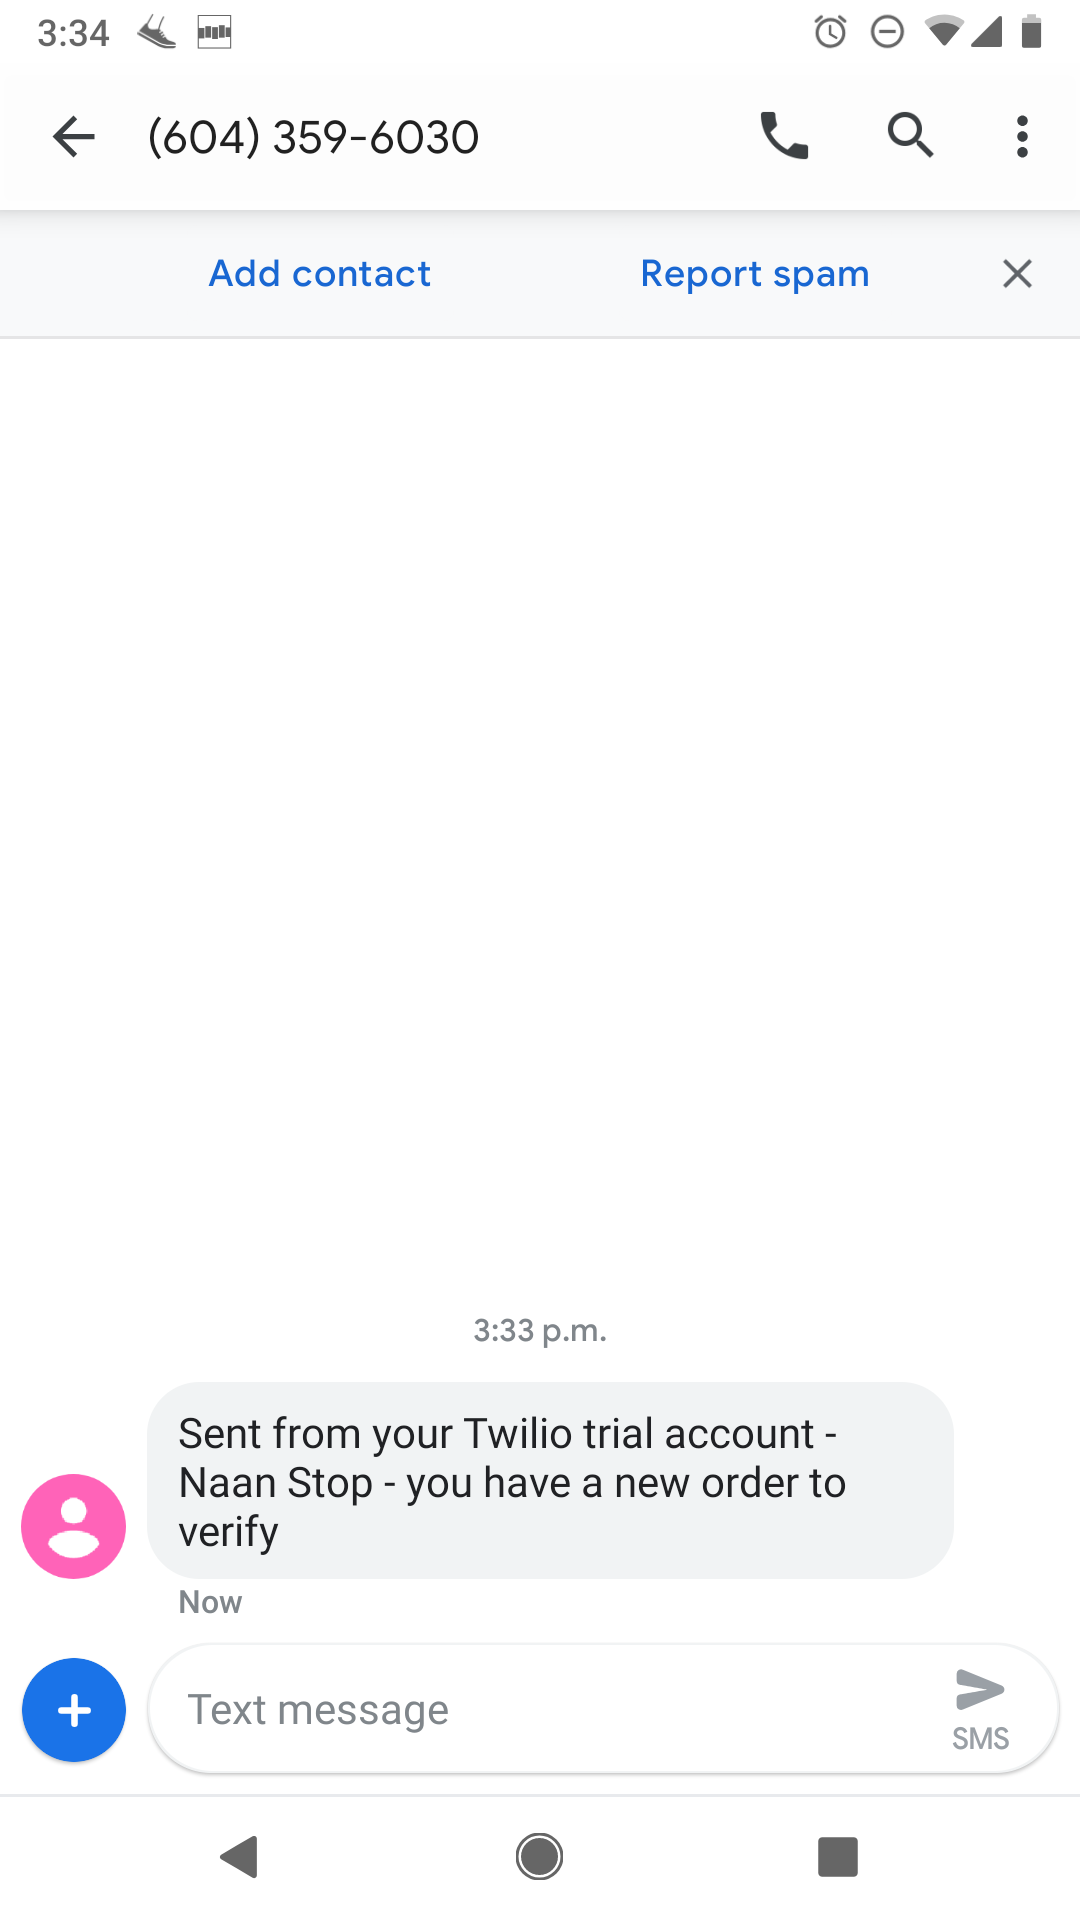 3:34
(604) 359-6030
Add contact Report spam
3:33 p.m.
Sent from your Twilio trial account -
Naan Stop - you have a new order to
verify
Now
Text message
SMS